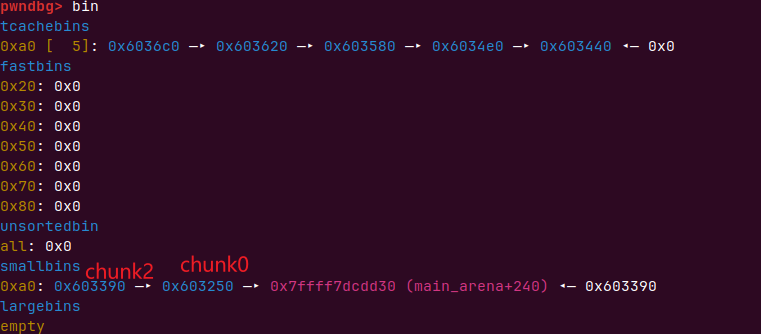 pwndbg> bin
tcachebins
0xa0 [  5]: 0x6036c0 —▸ 0x603620 —▸ 0x603580 —▸ 0x6034e0 —▸ 0x603440 ◂— 0x0
fastbins
0x20: 0x0
0x30: 0x0
0x40: 0x0
0x50: 0x0
0x60: 0x0
0x70: 0x0
0x80: 0x0
unsortedbin
all: 0x0
smallbins chunk2 chunk0
0xa0: 0x603390 —▸ 0x603250 —▸ 0x7ffff7dcdd30 (main_arena+240) ◂— 0x603390
largebins
empty